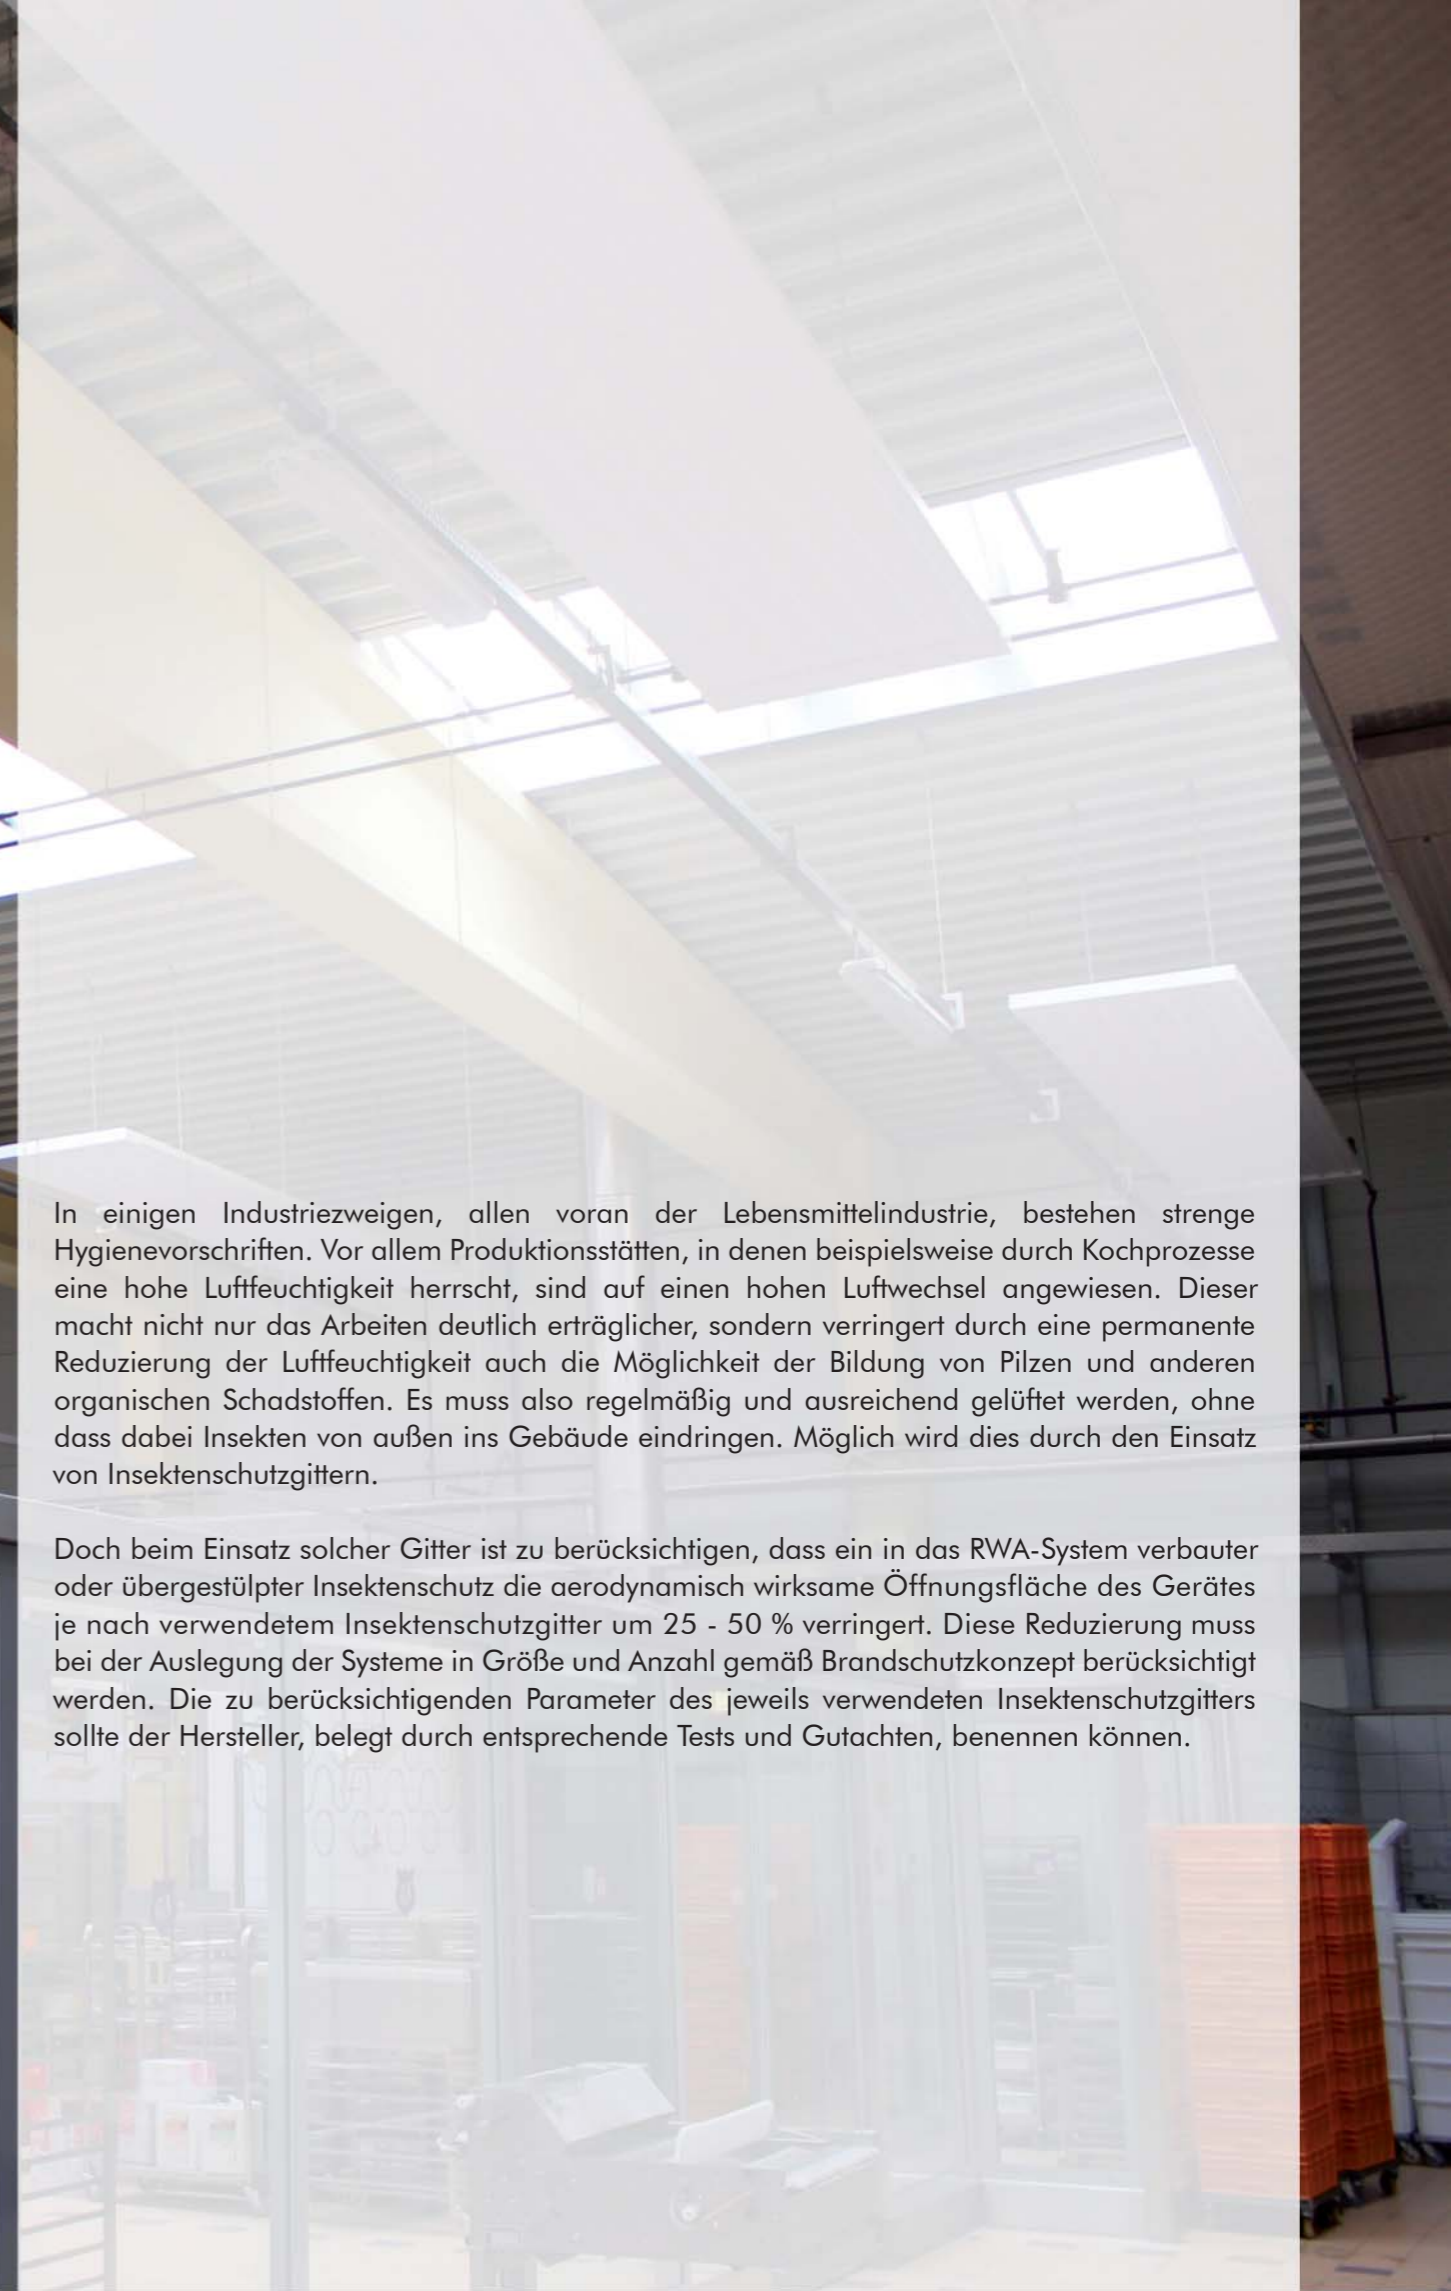 In einigen Industriezweigen, allen voran der Lebensmittelindustrie, bestehen strenge
Hygienevorschriften. Vor allem Produktionsstätten, in denen beispielsweise durch Kochprozesse
eine hohe Luftfeuchtigkeit herrscht, sind auf einen hohen Luftwechsel angewiesen. Dieser
macht nicht nur das Arbeiten deutlich erträglicher, sondern verringert durch eine permanente
Reduzierung der Luftfeuchtigkeit auch die Möglichkeit der Bildung von Pilzen und anderen
organischen Schadstoffen. Es muss also regelmäßig und ausreichend gelüftet werden, ohne
dass dabei Insekten von außen ins Gebäude eindringen. Möglich wird dies durch den Einsatz
von Insektenschutzgittern.
Doch beim Einsatz solcher Gitter ist zu berücksichtigen, dass ein in das RWA-System verbauter
oder übergestülpter Insektenschutz die aerodynamisch wirksame Öffnungsfläche des Gerätes
je nach verwendetem Insektenschutzgitter um 25 - 50 % verringert. Diese Reduzierung muss
bei der Auslegung der Systeme in Größe und Anzahl gemäß Brandschutzkonzept berücksichtigt
werden. Die zu berücksichtigenden Parameter des jeweils verwendeten Insektenschutzgitters
sollte der Hersteller, belegt durch entsprechende Tests und Gutachten, benennen können.